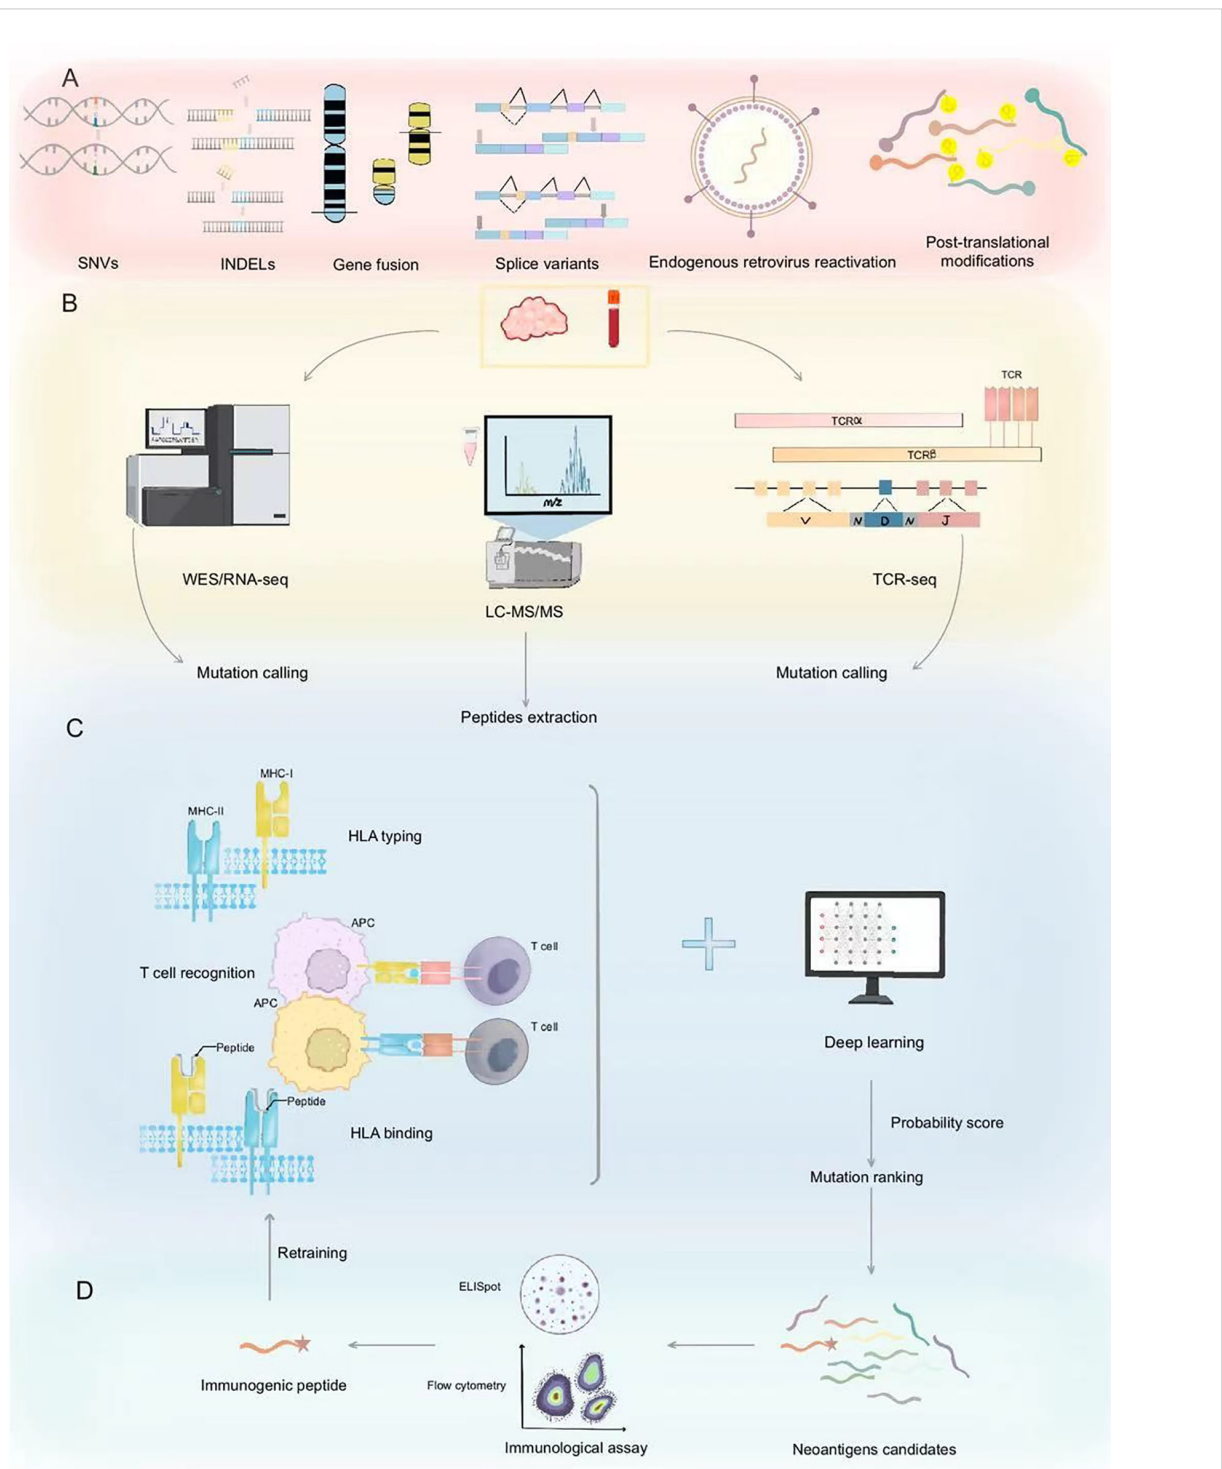 A
SNVs
INDELs
Gene fusion
Splice variants
Endogenous retrovirus reactivation
Post-translational
modifications
B
TCR
TCRα
TCRβ
M/Z
V
N
D
N
J
WES/RNA-seq
TCR-seq
LC-MS/MS
Mutation calling
Mutation calling
Peptides extraction
C
MHC-I
MHC-II
HLA typing
APC
T cell
T cell recognition
APC
T cell
Peptide
Peptide
HLA binding
Deep learning
Probability score
Mutation ranking
Retraining
D
ELISpot
Flow cytometry
Immunogenic peptide
Immunological assay
Neoantigens candidates